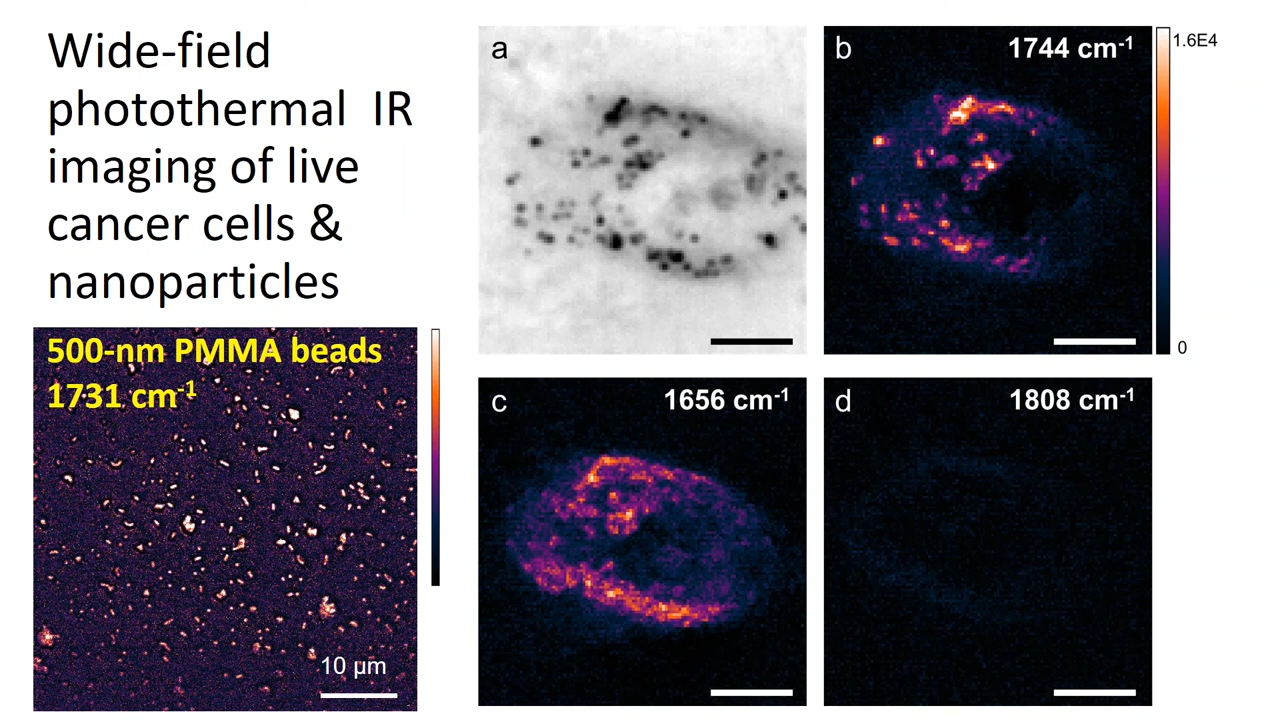 Wide-field
photothermal  IR
imaging of live
cancer cells &
nanoparticles
500-nm PMMA beads
1731 cm-1
10 µm
a
b
1744 cm-1
1.6E4
0
c
1656 cm-1
d
1808 cm-1